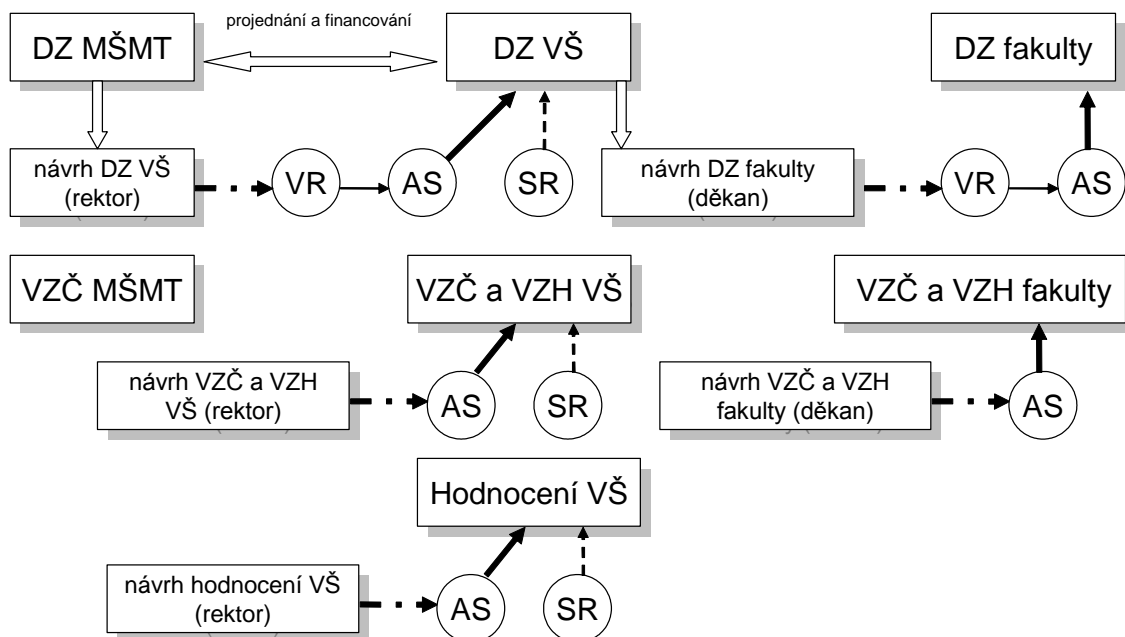 projednání a financování
DZ MŠMT
DZ VŠ
DZ fakulty
návrh DZ VŠ
(rektor)
VR
AS
SR
návrh DZ fakulty
(děkan)
VR
AS
VZČ MŠMT
VZČ a VZH VŠ
VZČ a VZH fakulty
návrh VZČ a VZH
VŠ (rektor)
AS
SR
návrh VZČ a VZH
fakulty (děkan)
AS
Hodnocení VŠ
návrh hodnocení VŠ
(rektor)
AS
SR